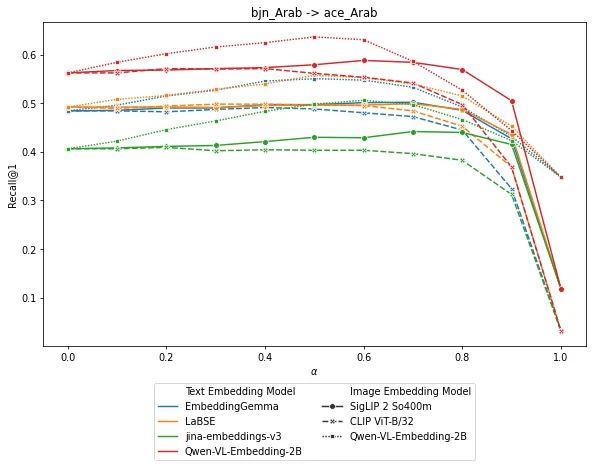 bjn_Arab -> ace_Arab
Recall@1
0.6
0.5
0.4
0.3
0.2
0.1
0.0 0.2 0.4 0.6 0.8 1.0
α
Text Embedding Model Image Embedding Model
EmbeddingGemma SigLIP 2 So400m
LaBSE CLIP ViT-B/32
jina-embeddings-v3 Qwen-VL-Embedding-2B
Qwen-VL-Embedding-2B